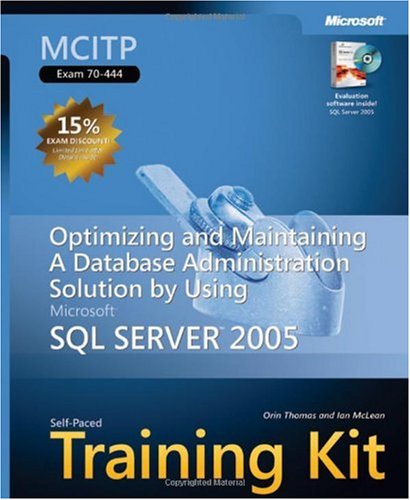 MCITP
Microsoft
Exam 70-444
15%
EXAM DISCOUNT!
Evaluation
software inside!
SQL Server 2005
Optimizing and Maintaining
A Database Administration
Solution by Using
Microsoft
SQL SERVER 2005
Orin Thomas and Ian McLean
Self-Paced
Training Kit